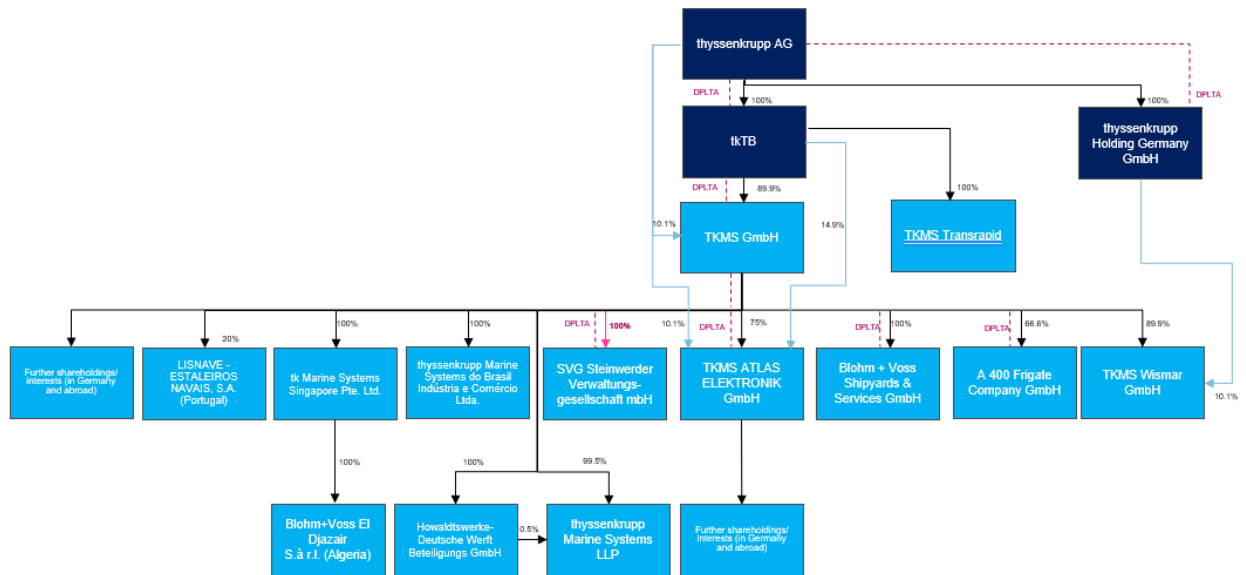 thyssenkrupp AG
DPLTA
100%
100%
DPLTA
tkTB
thyssenkrupp
Holding Germany
GmbH
DPLTA
89.9%
100%
10.1%
14.9%
TKMS GmbH
TKMS Transrapid
20%
100%
100%
DPLTA
100%
10.1%
DPLTA
75%
DPLTA
100%
DPLTA
66.6%
89.9%
Further shareholdings/
interests (in Germany
and abroad)
LISNAVE -
ESTALEIROS
NAVAIS, S.A.
(Portugal)
tk Marine Systems
Singapore Pte. Ltd.
thyssenkrupp Marine
Systems do Brasil
Indústria e Comércio
Ltda.
SVG Steinwerder
Verwaltungs-
gesellschaft mbH
TKMS ATLAS
ELEKTRONIK
GmbH
Blohm + Voss
Shipyards &
Services GmbH
A 400 Frigate
Company GmbH
TKMS Wismar
GmbH
10.1%
100%
100%
99.5%
Blohm+Voss El
Djazair
S.à r.l. (Algeria)
Howaldtswerke-
Deutsche Werft
Beteiligungs GmbH
0.5%
thyssenkrupp
Marine Systems
LLP
Further shareholdings/
interests (in Germany
and abroad)